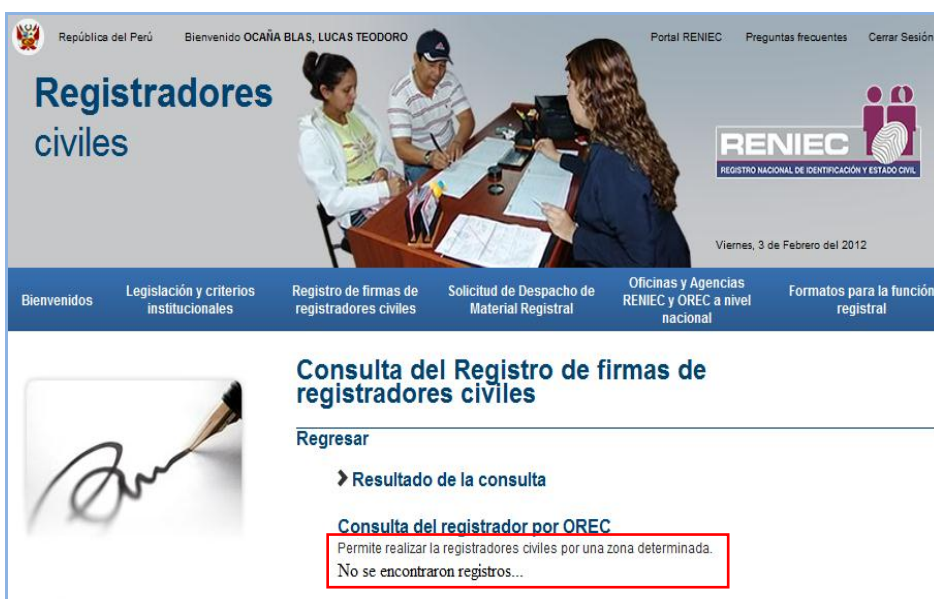 República del Perú Bienvenido OCAÑA BLAS, LUCAS TEODORO Portal RENIEC Preguntas frecuentes Cerrar Sesión
Registradores
civiles
RENIEC
REGISTRO NACIONAL DE IDENTIFICACIÓN Y ESTADO CIVIL
Viernes, 3 de Febrero del 2012
Bienvenidos
Legislación y criterios
institucionales
Registro de firmas de
registradores civiles
Solicitud de Despacho de
Material Registral
Oficinas y Agencias
RENIEC y OREC a nivel
nacional
Formatos para la función
registral
Consulta del Registro de firmas de
registradores civiles
Regresar
Resultado de la consulta
Consulta del registrador por OREC
Permite realizar la registradores civiles por una zona determinada.
No se encontraron registros...